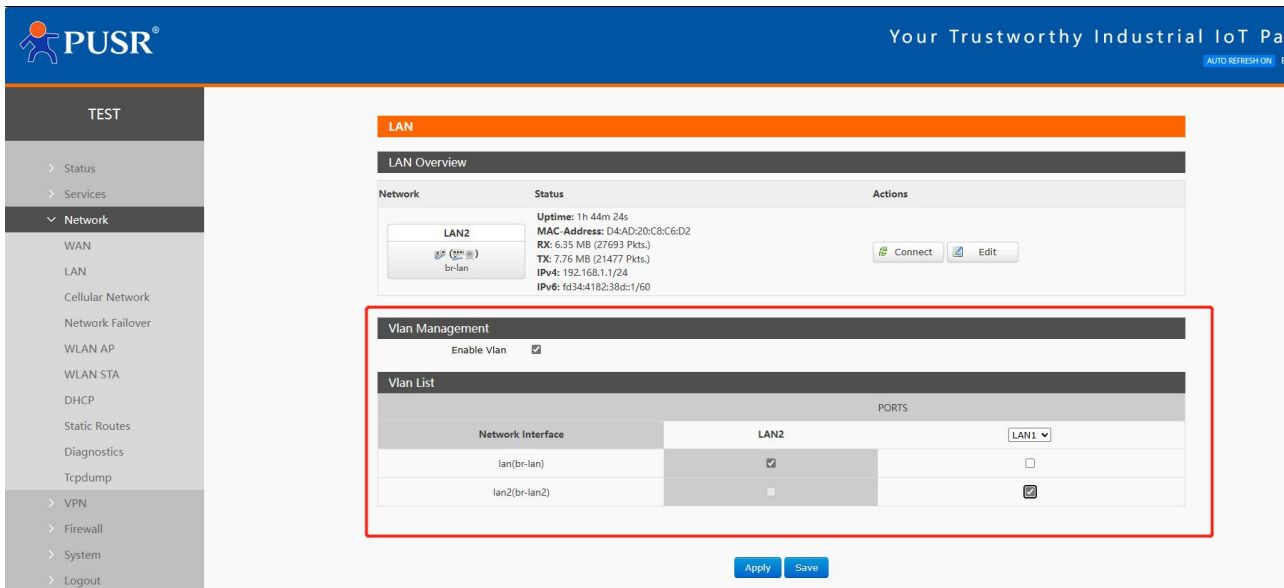 PUSR®
Your Trustworthy Industrial IoT Pa
AUTO REFRESH ON
TEST
Status
Services
Network
WAN
LAN
Cellular Network
Network Failover
WLAN AP
WLAN STA
DHCP
Static Routes
Diagnostics
Tcpdump
VPN
Firewall
System
Logout
LAN
LAN Overview
Network Status Actions
LAN2
br-lan
Uptime: 1h 44m 24s
MAC-Address: D4:AD:20:C8:C6:D2
RX: 6.35 MB (27693 Pkts.)
TX: 7.76 MB (21477 Pkts.)
IPv4: 192.168.1.1/24
IPv6: fd34:4182:38d::1/60
Connect Edit
Vlan Management
Enable Vlan
Vlan List
PORTS
Network Interface LAN2 LAN1
lan(br-lan)
lan2(br-lan2)
Apply Save